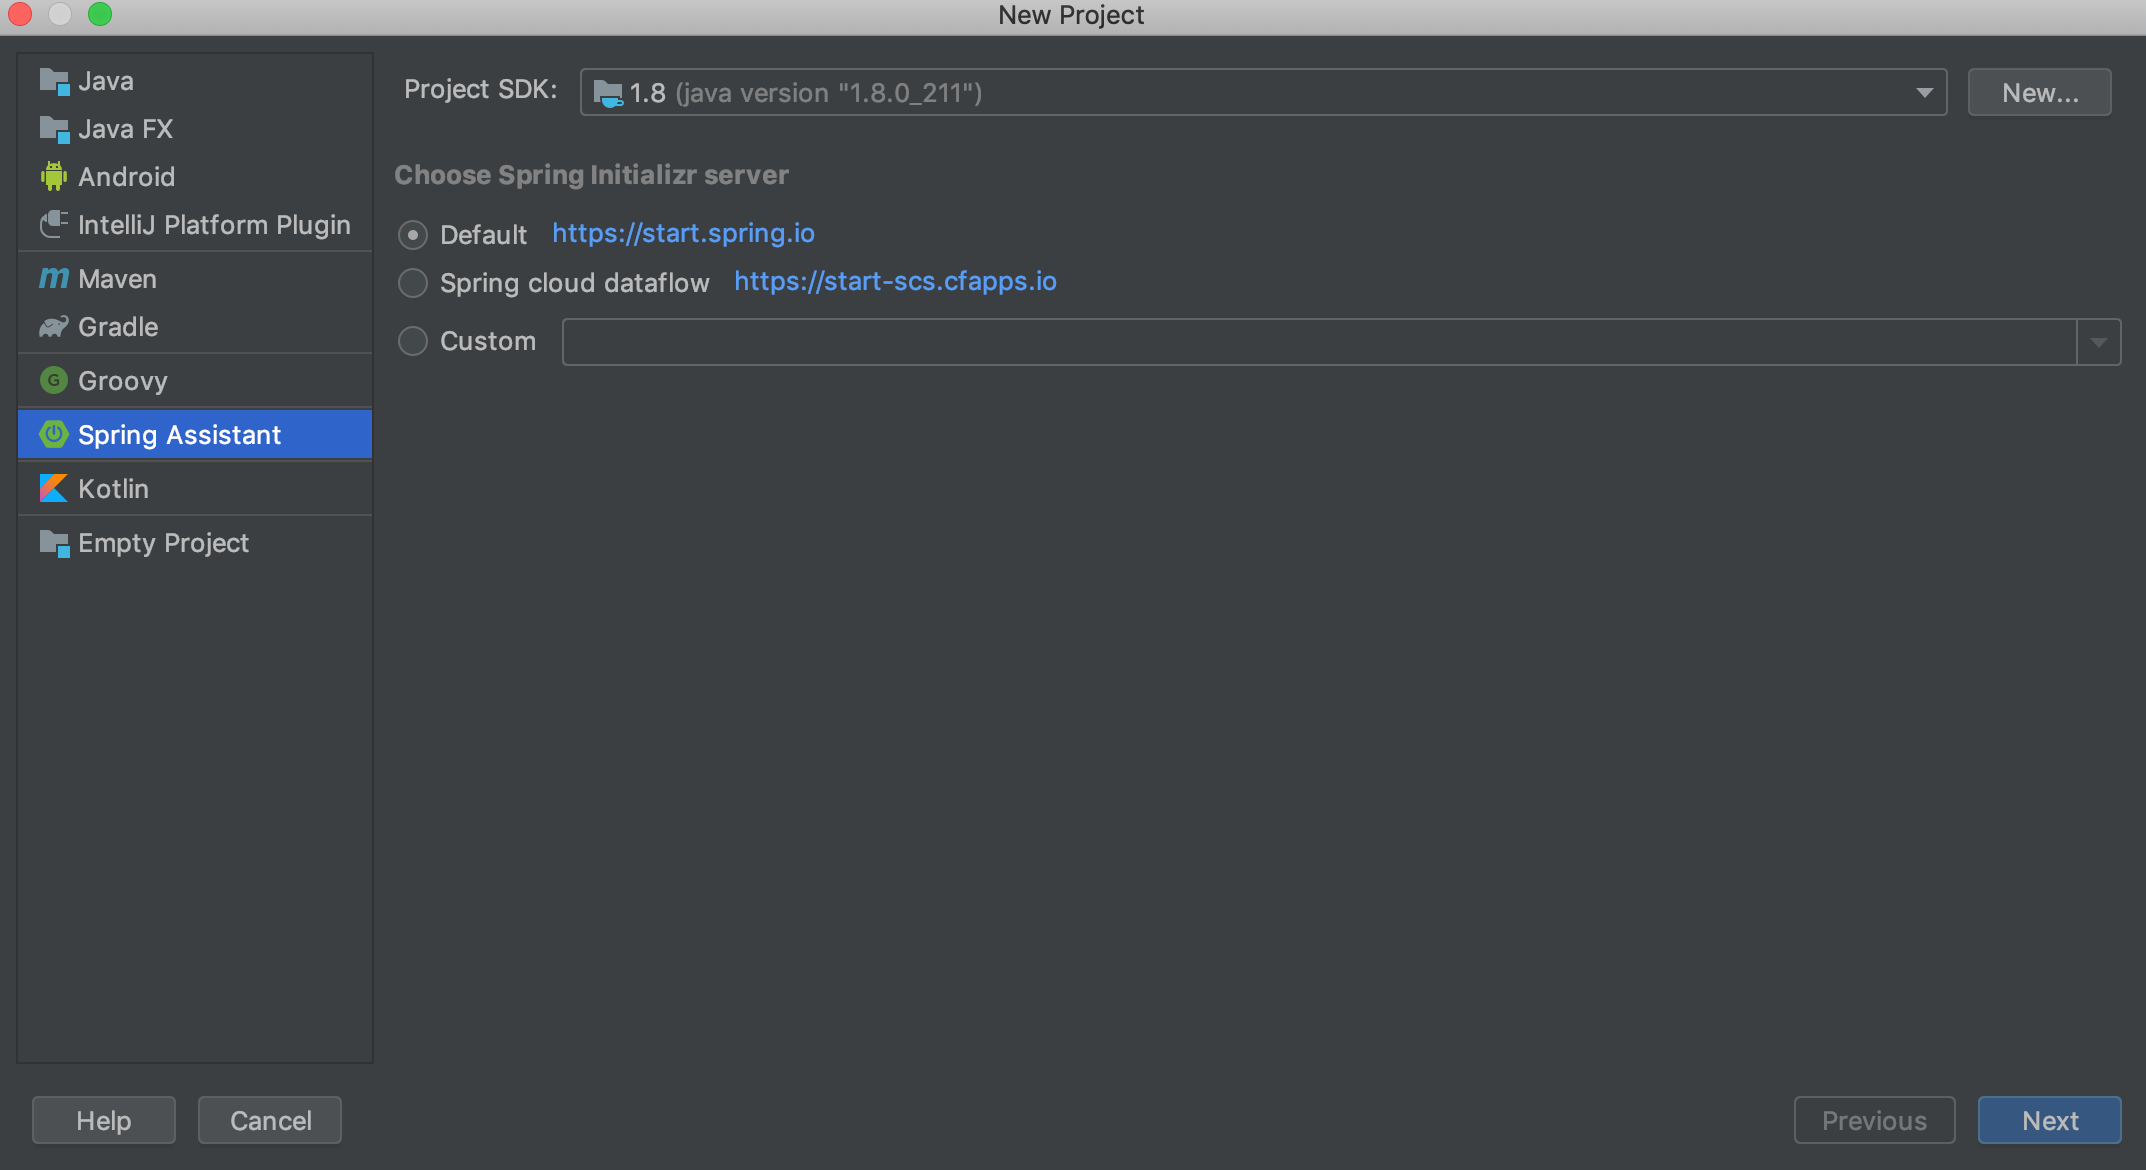 New Project
Java
Java FX
Android
IntelliJ Platform Plugin
Maven
Gradle
Groovy
Spring Assistant
Kotlin
Empty Project
Project SDK: 1.8 (java version "1.8.0_211") New...
Choose Spring Initializr server
Default https://start.spring.io
Spring cloud dataflow https://start-scs.cfapps.io
Custom
Help Cancel Previous Next